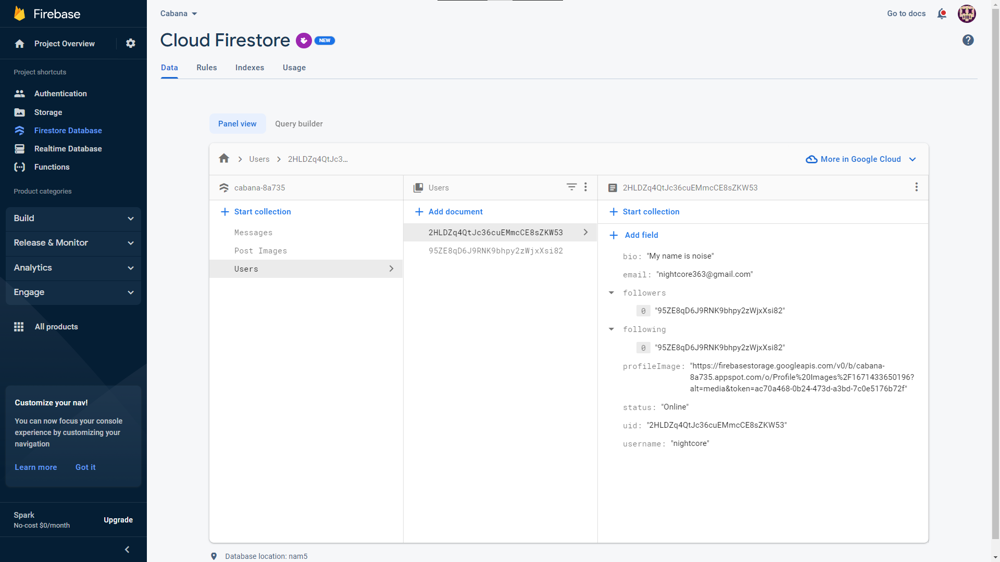 Firebase
Project Overview
Project shortcuts
Authentication
Storage
Firestore Database
Realtime Database
Functions
Product categories
Build
Release & Monitor
Analytics
Engage
All products
Customize your nav!
You can now focus your console
experience by customizing your
navigation
Learn more Got it
Spark
No-cost $0/month
Upgrade
Cabana
Go to docs
Cloud Firestore NEW
Data Rules Indexes Usage
Panel view Query builder
Users 2HLDZq4QtJc3...
More in Google Cloud
cabana-8a735
Start collection
Messages
Post Images
Users
Users
Add document
2HLDZq4QtJc36cuEMmcCE8sZKW53
95ZE8qD6J9RNK9bhpy2zWjxXsi82
2HLDZq4QtJc36cuEMmcCE8sZKW53
Start collection
Add field
bio: "My name is noise"
email: "nightcore363@gmail.com"
followers
0 "95ZE8qD6J9RNK9bhpy2zWjxXsi82"
following
0 "95ZE8qD6J9RNK9bhpy2zWjxXsi82"
profileImage: "https://firebasestorage.googleapis.com/v0/b/cabana-
8a735.appspot.com/o/Profile%20Images%2F1671433650196?
alt=media&token=ac70a468-0b24-473d-a3bd-7c0e5176b72f"
status: "Online"
uid: "2HLDZq4QtJc36cuEMmcCE8sZKW53"
username: "nightcore"
Database location: nam5